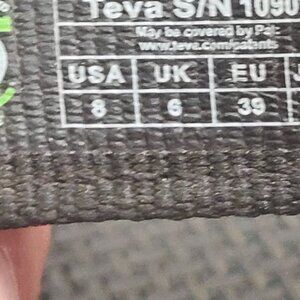 Teva S/N 1090
May be covered by Pat:
www.teva.com/patents
USA UK EU
8 6 39